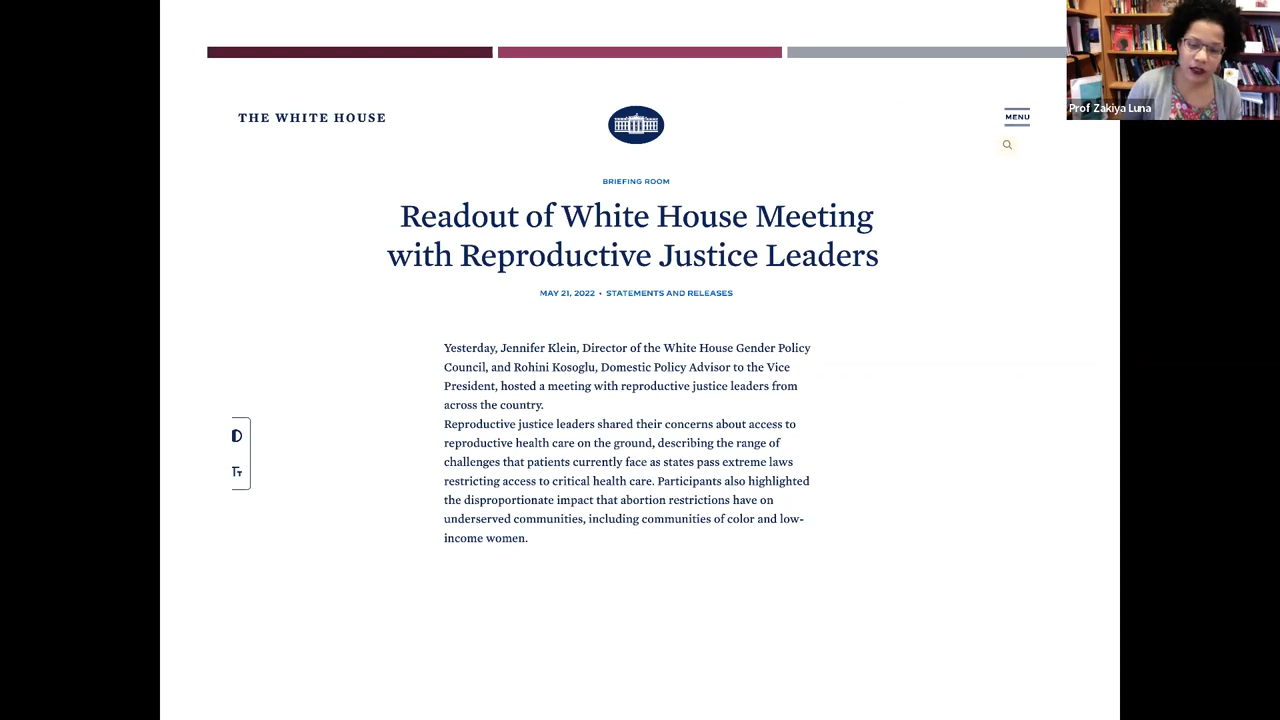 Prof Zakiya Luna
THE WHITE HOUSE
MENU
BRIEFING ROOM
Readout of White House Meeting
with Reproductive Justice Leaders
MAY 21, 2022 • STATEMENTS AND RELEASES
Yesterday, Jennifer Klein, Director of the White House Gender Policy
Council, and Rohini Kosoglu, Domestic Policy Advisor to the Vice
President, hosted a meeting with reproductive justice leaders from
across the country.
Reproductive justice leaders shared their concerns about access to
reproductive health care on the ground, describing the range of
challenges that patients currently face as states pass extreme laws
restricting access to critical health care. Participants also highlighted
the disproportionate impact that abortion restrictions have on
underserved communities, including communities of color and low-
income women.
Tт